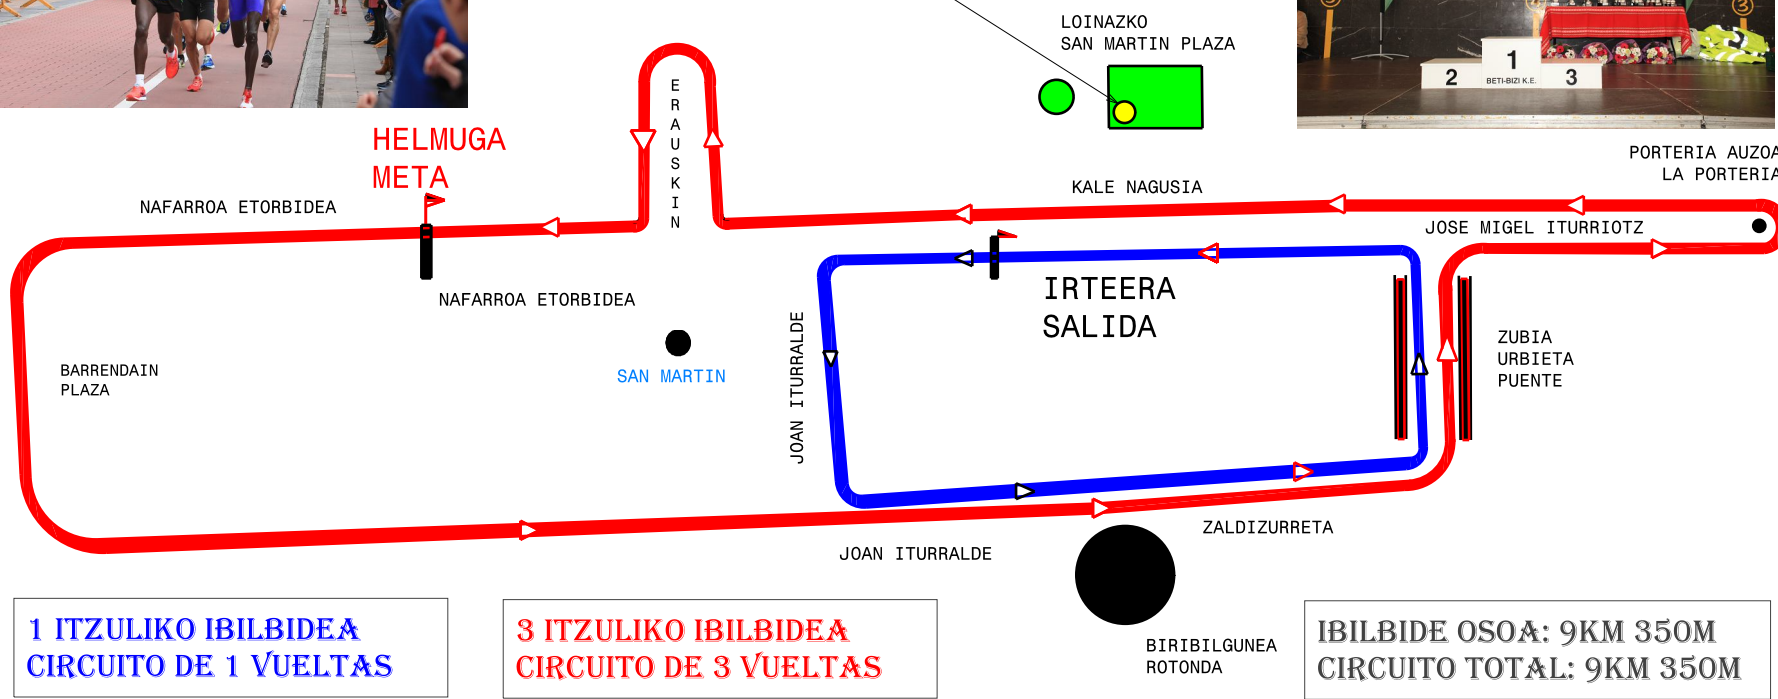 LOINAZKO
SAN MARTIN PLAZA
3
1
BETI-BIZI K.E.
2
3
E
R
A
U
S
K
I
N
HELMUGA
META
PORTERIA AUZOA
LA PORTERIA
NAFARROA ETORBIDEA
KALE NAGUSIA
JOSE MIGEL ITURRIOTZ
NAFARROA ETORBIDEA
IRTEERA
SALIDA
JOAN ITURRALDE
ZUBIA
URBIETA
PUENTE
BARRENDAIN
PLAZA
SAN MARTIN
ZALDIZURRETA
JOAN ITURRALDE
BIRIBILGUNEA
ROTONDA
1 ITZULIKO IBILBIDEA
CIRCUITO DE 1 VUELTAS
3 ITZULIKO IBILBIDEA
CIRCUITO DE 3 VUELTAS
IBILBIDE OSOA: 9KM 350M
CIRCUITO TOTAL: 9KM 350M